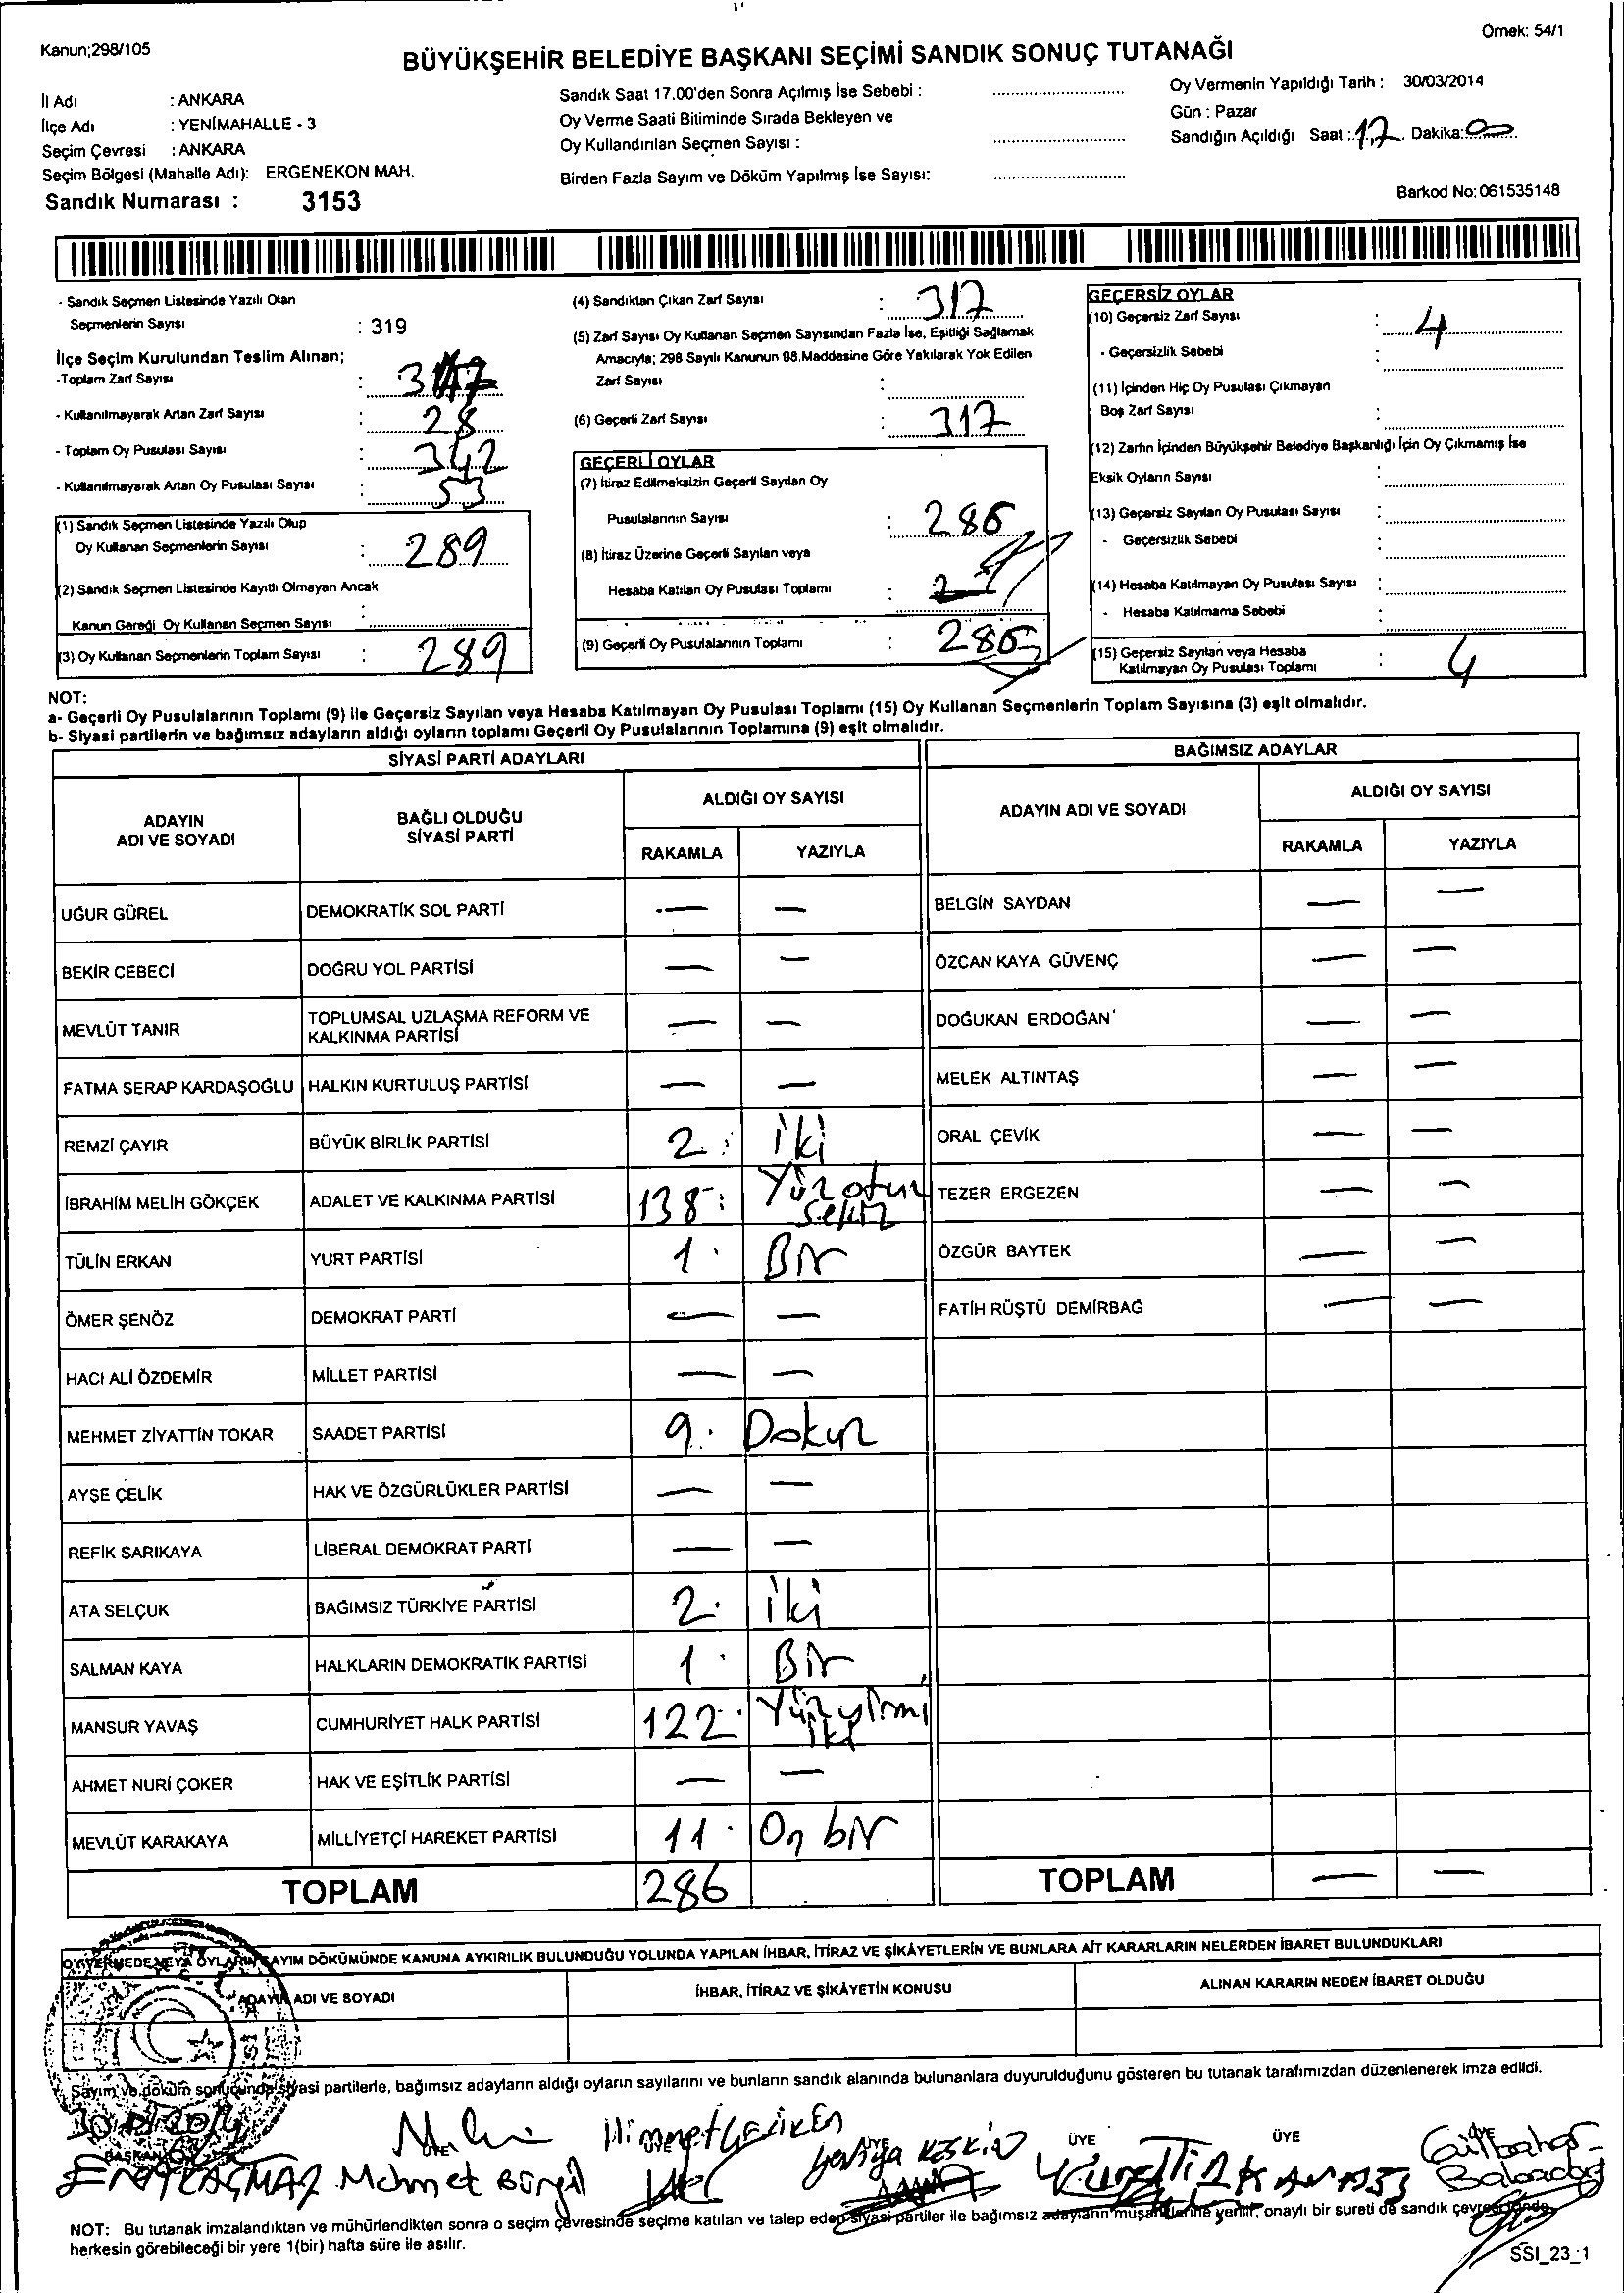 Kanun;298/105
Örnek: 54/1
BÜYÜKŞEHİR BELEDİYE BAŞKANI SEÇİMİ SANDIK SONUÇ TUTANAĞI
İl Adı : ANKARA
İlçe Adı : YENİMAHALLE - 3
Seçim Çevresi : ANKARA
Seçim Bölgesi (Mahalle Adı): ERGENEKON MAH.
Sandık Numarası : 3153
Sandık Saat 17.00'den Sonra Açılmış İse Sebebi :
Oy Verme Saati Bitiminde Sırada Bekleyen ve
Oy Kullandırılan Seçmen Sayısı :
Birden Fazla Sayım ve Döküm Yapılmış İse Sayısı:
Oy Vermenin Yapıldığı Tarih : 30/03/2014
Gün : Pazar
Sandığın Açıldığı Saat : 17 Dakika: 00
Barkod No: 061535148
- Sandık Seçmen Listesinde Yazılı Olan
Seçmenlerin Sayısı : 319
İlçe Seçim Kurulundan Teslim Alınan;
-Toplam Zarf Sayısı :
- Kullanılmayarak Artan Zarf Sayısı : 28
- Toplam Oy Pusulası Sayısı : 342
- Kullanılmayarak Artan Oy Pusulası Sayısı : 53
(1) Sandık Seçmen Listesinde Yazılı Olup
Oy Kullanan Seçmenlerin Sayısı : 289
(2) Sandık Seçmen Listesinde Kayıtlı Olmayan Ancak
Kanun Gereği Oy Kullanan Seçmen Sayısı :
(3) Oy Kullanan Seçmenlerin Toplam Sayısı : 289
(4) Sandıktan Çıkan Zarf Sayısı : 317
(5) Zarf Sayısı Oy Kullanan Seçmen Sayısından Fazla İse, Eşitliği Sağlamak
Amacıyla; 298 Sayılı Kanunun 98.Maddesine Göre Yakılarak Yok Edilen
Zarf Sayısı :
(6) Geçerli Zarf Sayısı : 317
GEÇERLİ OYLAR
(7) İtiraz Edilmeksizin Geçerli Sayılan Oy
Pusulalarının Sayısı : 286
(8) İtiraz Üzerine Geçerli Sayılan veya
Hesaba Katılan Oy Pusulası Toplamı :
(9) Geçerli Oy Pusulalarının Toplamı : 285
GEÇERSİZ OYLAR
(10) Geçersiz Zarf Sayısı : 4
- Geçersizlik Sebebi :
(11) İçinden Hiç Oy Pusulası Çıkmayan
Boş Zarf Sayısı :
(12) Zarfın İçinden Büyükşehir Belediye Başkanlığı İçin Oy Çıkmamış İse
Eksik Oyların Sayısı :
(13) Geçersiz Sayılan Oy Pusulası Sayısı :
- Geçersizlik Sebebi :
(14) Hesaba Katılmayan Oy Pusulası Sayısı :
- Hesaba Katılmama Sebebi :
(15) Geçersiz Sayılan veya Hesaba
Katılmayan Oy Pusulası Toplamı : 4
NOT:
a- Geçerli Oy Pusulalarının Toplamı (9) ile Geçersiz Sayılan veya Hesaba Katılmayan Oy Pusulası Toplamı (15) Oy Kullanan Seçmenlerin Toplam Sayısına (3) eşit olmalıdır.
b- Siyasi partilerin ve bağımsız adayların aldığı oyların toplamı Geçerli Oy Pusulalarının Toplamına (9) eşit olmalıdır.
SİYASİ PARTİ ADAYLARI
BAĞIMSIZ ADAYLAR
ADAYIN
ADI VE SOYADI
BAĞLI OLDUĞU
SİYASİ PARTİ
ALDIĞI OY SAYISI
RAKAMLA YAZIYLA
ADAYIN ADI VE SOYADI
ALDIĞI OY SAYISI
RAKAMLA YAZIYLA
UĞUR GÜREL DEMOKRATİK SOL PARTİ — — BELGİN SAYDAN — —
BEKİR CEBECİ DOĞRU YOL PARTİSİ — — ÖZCAN KAYA GÜVENÇ — —
MEVLÜT TANIR TOPLUMSAL UZLAŞMA REFORM VE
KALKINMA PARTİSİ — — DOĞUKAN ERDOĞAN — —
FATMA SERAP KARDAŞOĞLU HALKIN KURTULUŞ PARTİSİ — — MELEK ALTINTAŞ — —
REMZİ ÇAYIR BÜYÜK BİRLİK PARTİSİ 2 iki ORAL ÇEVİK — —
İBRAHİM MELİH GÖKÇEK ADALET VE KALKINMA PARTİSİ 138 Yüz otuz
sekiz TEZER ERGEZEN — —
TÜLİN ERKAN YURT PARTİSİ 1 Bir ÖZGÜR BAYTEK — —
ÖMER ŞENÖZ DEMOKRAT PARTİ — — FATİH RÜŞTÜ DEMİRBAĞ — —
HACI ALİ ÖZDEMİR MİLLET PARTİSİ — —
MEHMET ZİYATTİN TOKAR SAADET PARTİSİ 9 Dokuz
AYŞE ÇELİK HAK VE ÖZGÜRLÜKLER PARTİSİ — —
REFİK SARIKAYA LİBERAL DEMOKRAT PARTİ — —
ATA SELÇUK BAĞIMSIZ TÜRKİYE PARTİSİ 2 iki
SALMAN KAYA HALKLARIN DEMOKRATİK PARTİSİ 1 Bir
MANSUR YAVAŞ CUMHURİYET HALK PARTİSİ 122 Yüz yirmi
iki
AHMET NURİ ÇOKER HAK VE EŞİTLİK PARTİSİ — —
MEVLÜT KARAKAYA MİLLİYETÇİ HAREKET PARTİSİ 11 On bir
TOPLAM 286 TOPLAM — —
OY VERMEDE VEYA OYLARIN SAYIM DÖKÜMÜNDE KANUNA AYKIRILIK BULUNDUĞU YOLUNDA YAPILAN İHBAR, İTİRAZ VE ŞİKÂYETLERİN VE BUNLARA AİT KARARLARIN NELERDEN İBARET BULUNDUKLARI
ADAYIN ADI VE SOYADI
İHBAR, İTİRAZ VE ŞİKÂYETİN KONUSU
ALINAN KARARIN NEDEN İBARET OLDUĞU
Sayım ve döküm sonucunda siyasi partilerle, bağımsız adayların aldığı oyların sayılarını ve bunların sandık alanında bulunanlara duyurulduğunu gösteren bu tutanak tarafımızdan düzenlenerek imza edildi.
BAŞKAN ÜYE ÜYE ÜYE ÜYE ÜYE ÜYE
Mehmet
NOT: Bu tutanak imzalandıktan ve mühürlendikten sonra o seçim çevresinde seçime katılan ve talep eden siyasi partiler ile bağımsız adayların müşahitlerine verilir, onaylı bir sureti de sandık çevresinde
herkesin görebileceği bir yere 1(bir) hafta süre ile asılır.
SSI_23_1